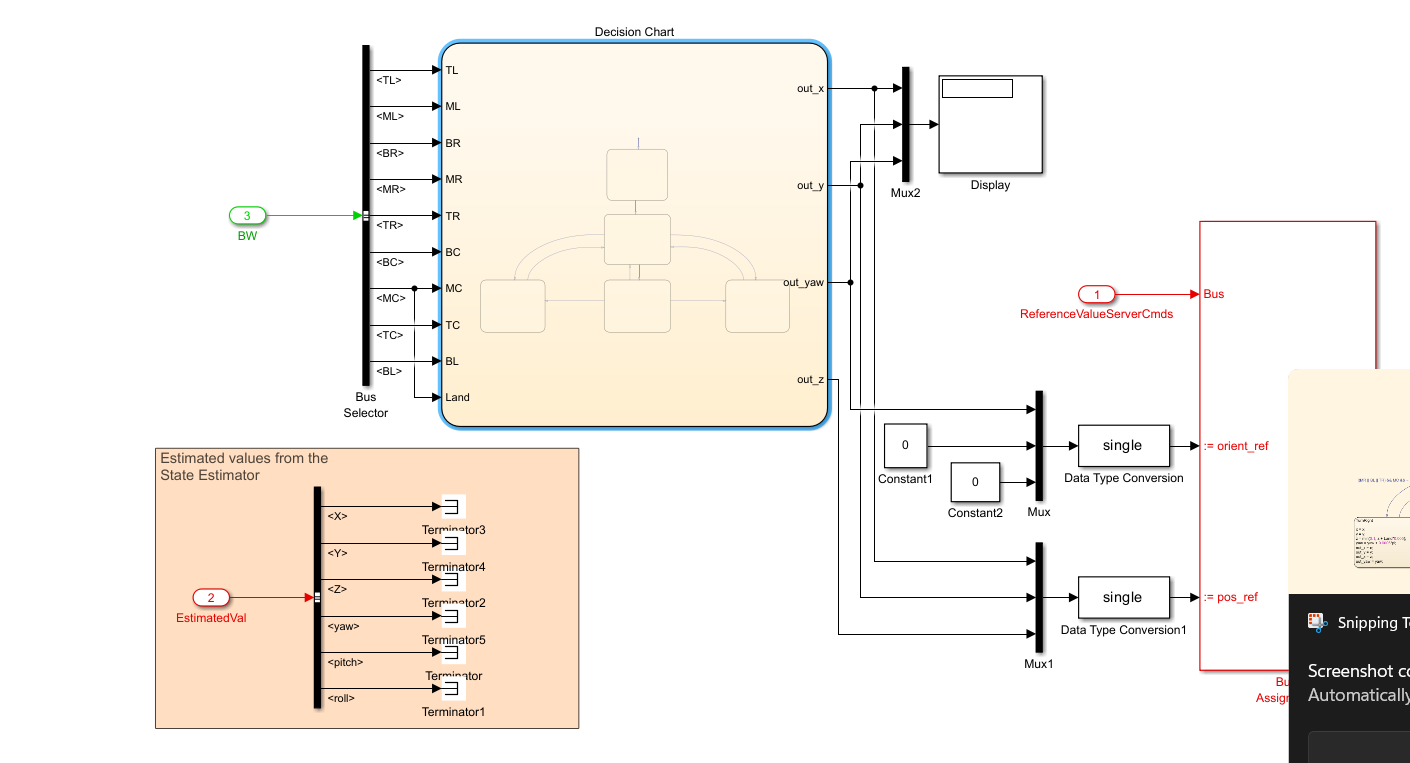 Decision Chart
TL
ML
BR
MR
TR
BC
MC
TC
BL
Land
<TL>
<ML>
<BR>
<MR>
<TR>
<BC>
<MC>
<TC>
<BL>
3
BW
Bus
Selector
out_x
out_y
out_yaw
out_z
Mux2
Display
1
ReferenceValueServerCmds
Bus
0
Constant1
0
Constant2
Mux
single
Data Type Conversion
:= orient_ref
Mux1
single
Data Type Conversion1
:= pos_ref
Bu
Assign
Estimated values from the
State Estimator
2
EstimatedVal
<X>
<Y>
<Z>
<yaw>
<pitch>
<roll>
Terminator3
Terminator4
Terminator2
Terminator5
Terminator
Terminator1
Snipping T
Screenshot co
Automatically